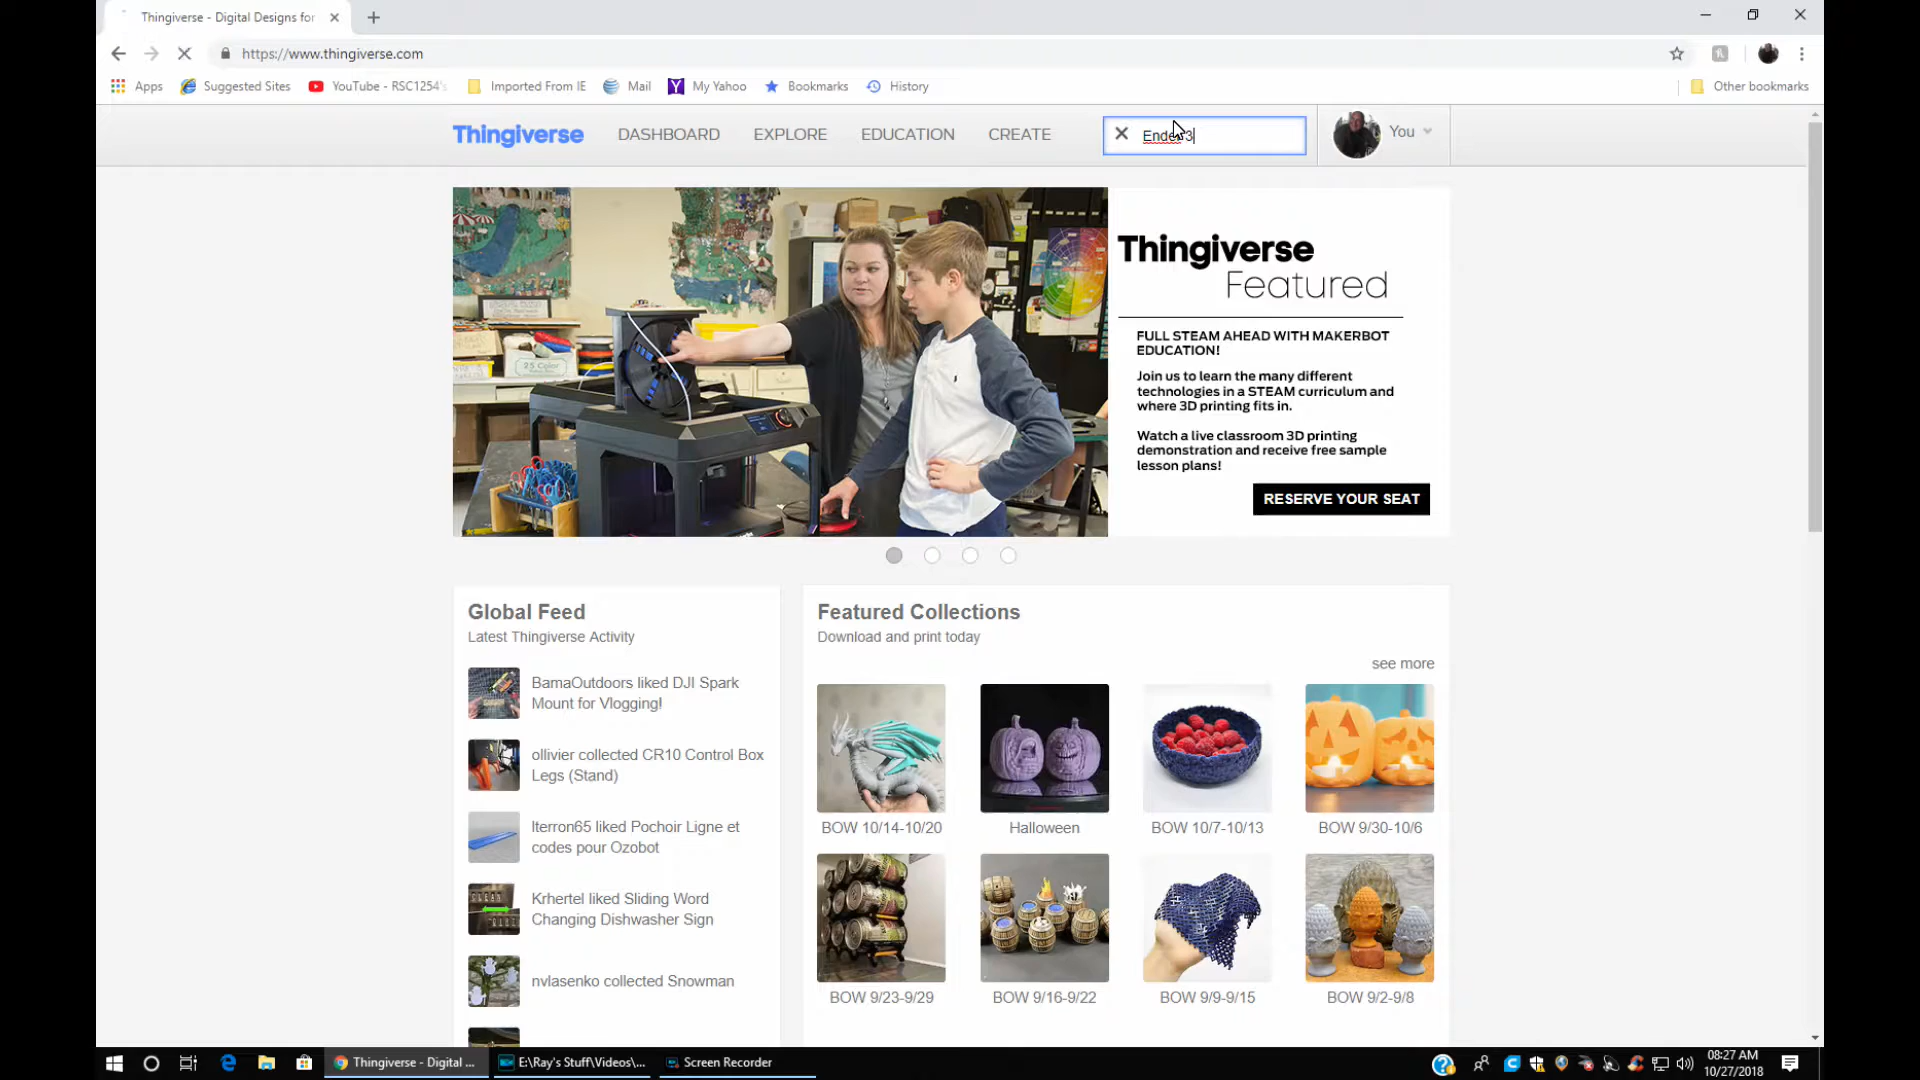 Thingiverse - Digital Designs for
https://www.thingiverse.com
Apps Suggested Sites YouTube - RSC1254's Imported From IE Mail My Yahoo Bookmarks History Other bookmarks
Thingiverse DASHBOARD EXPLORE EDUCATION CREATE Ender 3 You
Thingiverse
Featured
FULL STEAM AHEAD WITH MAKERBOT
EDUCATION!
Join us to learn the many different
technologies in a STEAM curriculum and
where 3D printing fits in.
Watch a live classroom 3D printing
demonstration and receive free sample
lesson plans!
RESERVE YOUR SEAT
25 Color
Global Feed
Latest Thingiverse Activity
BamaOutdoors liked DJI Spark
Mount for Vlogging!
ollivier collected CR10 Control Box
Legs (Stand)
lterron65 liked Pochoir Ligne et
codes pour Ozobot
Krhertel liked Sliding Word
Changing Dishwasher Sign
nvlasenko collected Snowman
Featured Collections
Download and print today
see more
BOW 10/14-10/20 Halloween BOW 10/7-10/13 BOW 9/30-10/6
BOW 9/23-9/29 BOW 9/16-9/22 BOW 9/9-9/15 BOW 9/2-9/8
Thingiverse - Digital ... E:\Ray's Stuff\Videos\... Screen Recorder
08:27 AM
10/27/2018